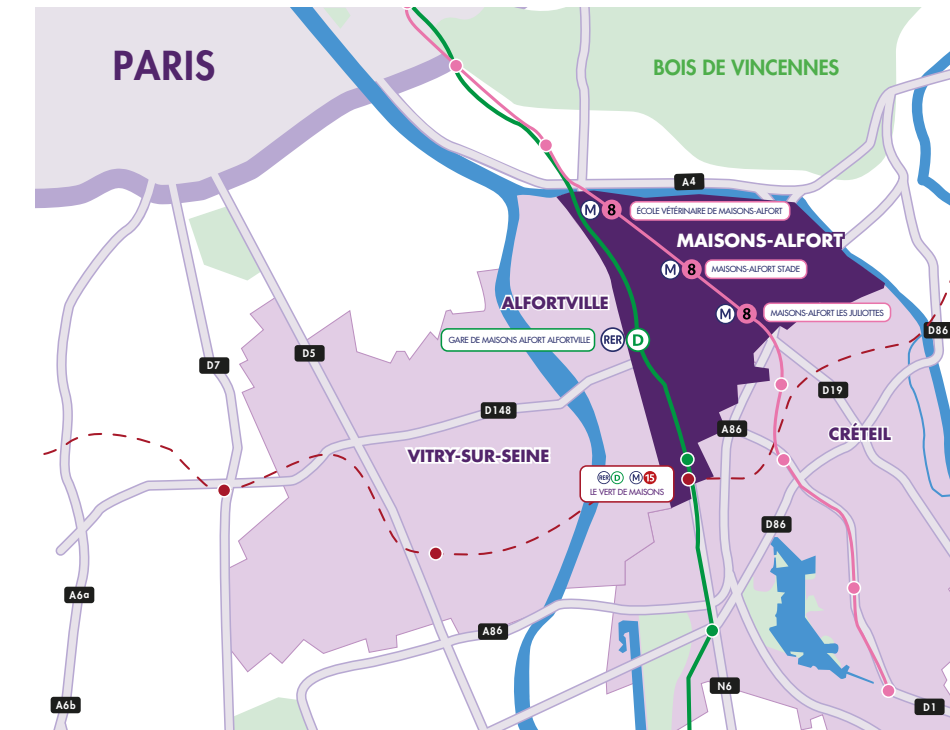 PARIS
BOIS DE VINCENNES
A4
M 8 ÉCOLE VÉTÉRINAIRE DE MAISONS-ALFORT
MAISONS-ALFORT
M 8 MAISONS-ALFORT STADE
ALFORTVILLE
M 8 MAISONS-ALFORT LES JULIOTTES
D86
GARE DE MAISONS ALFORT ALFORTVILLE RER D
D5
D7
D19
D148
A86
CRÉTEIL
VITRY-SUR-SEINE
RER D M 15
LE VERT DE MAISONS
D86
A6a
A86
N6
A6b
D1